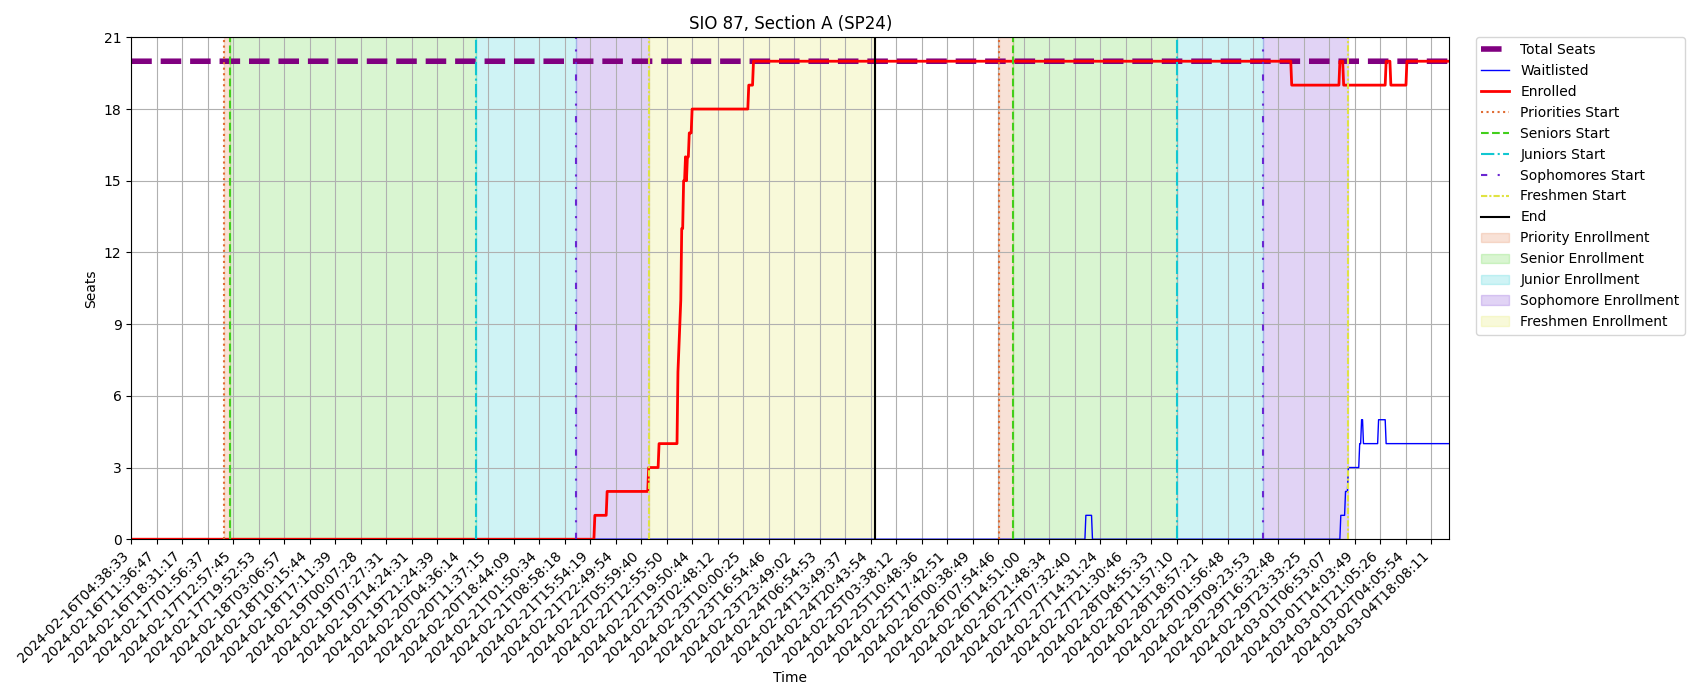 SIO 87, Section A (SP24)
Seats
21
18
15
12
9
6
3
0
2024-02-16T04:38:33
2024-02-16T11:36:47
2024-02-16T18:31:17
2024-02-17T01:56:37
2024-02-17T12:57:45
2024-02-17T19:52:53
2024-02-18T03:06:57
2024-02-18T10:15:44
2024-02-18T17:11:39
2024-02-19T00:07:28
2024-02-19T07:27:31
2024-02-19T14:24:31
2024-02-19T21:24:39
2024-02-20T04:36:14
2024-02-20T11:37:15
2024-02-20T18:44:09
2024-02-21T01:50:34
2024-02-21T08:58:18
2024-02-21T15:54:19
2024-02-21T22:49:54
2024-02-22T05:59:40
2024-02-22T12:55:50
2024-02-22T19:50:44
2024-02-23T02:48:12
2024-02-23T10:00:25
2024-02-23T16:54:46
2024-02-23T23:49:02
2024-02-24T06:54:53
2024-02-24T13:49:37
2024-02-24T20:43:54
2024-02-25T03:38:12
2024-02-25T10:48:36
2024-02-25T17:42:51
2024-02-26T00:38:49
2024-02-26T07:54:46
2024-02-26T14:51:00
2024-02-26T21:48:34
2024-02-27T07:32:40
2024-02-27T14:31:24
2024-02-27T21:30:46
2024-02-28T04:55:33
2024-02-28T11:57:10
2024-02-28T18:57:21
2024-02-29T01:56:48
2024-02-29T09:23:53
2024-02-29T16:32:48
2024-02-29T23:33:25
2024-03-01T06:53:07
2024-03-01T14:03:49
2024-03-01T21:05:26
2024-03-02T04:05:54
2024-03-04T18:08:11
Time
Total Seats
Waitlisted
Enrolled
Priorities Start
Seniors Start
Juniors Start
Sophomores Start
Freshmen Start
End
Priority Enrollment
Senior Enrollment
Junior Enrollment
Sophomore Enrollment
Freshmen Enrollment